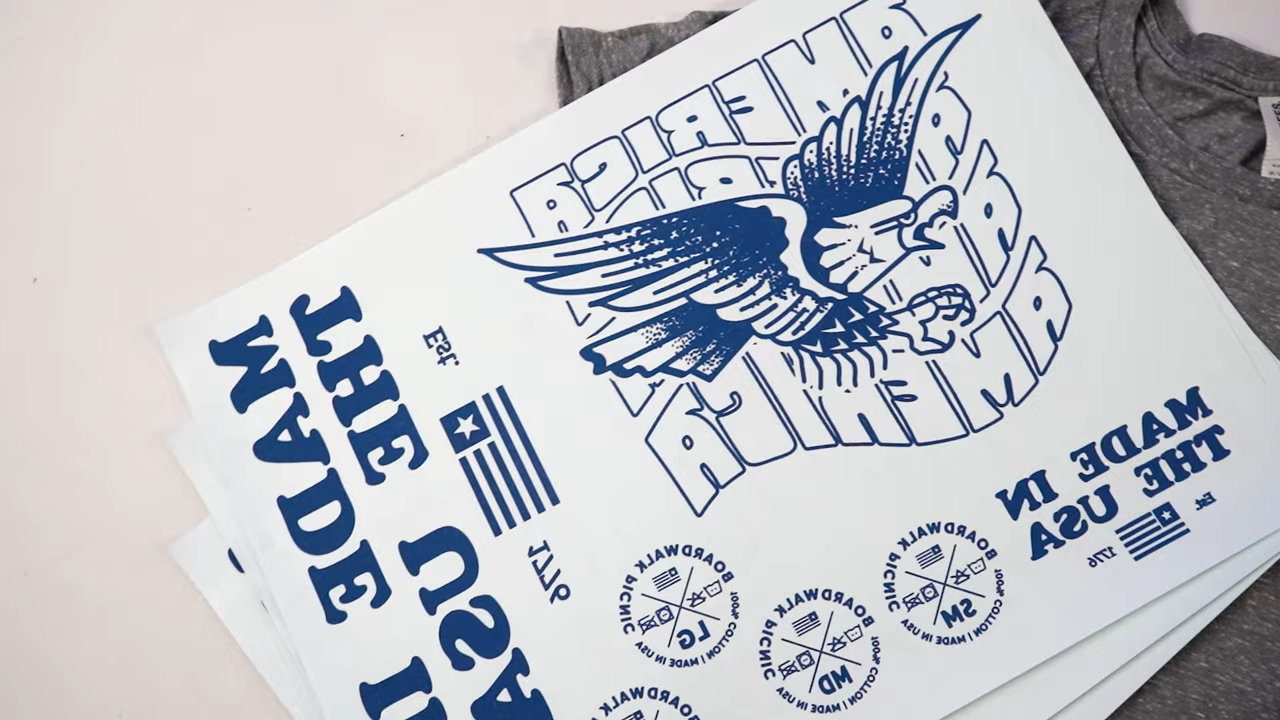 AMERICA
AMERICA
MADE IN
THE USA
Est.
1776
MADE IN
THE USA
Est.
1776
BOARDWALK PICNIC
100% COTTON | MADE IN USA
LG
BOARDWALK PICNIC
100% COTTON | MADE IN USA
MD
BOARDWALK PICNIC
100% COTTON | MADE IN USA
SM
BOARDWALK PICNIC